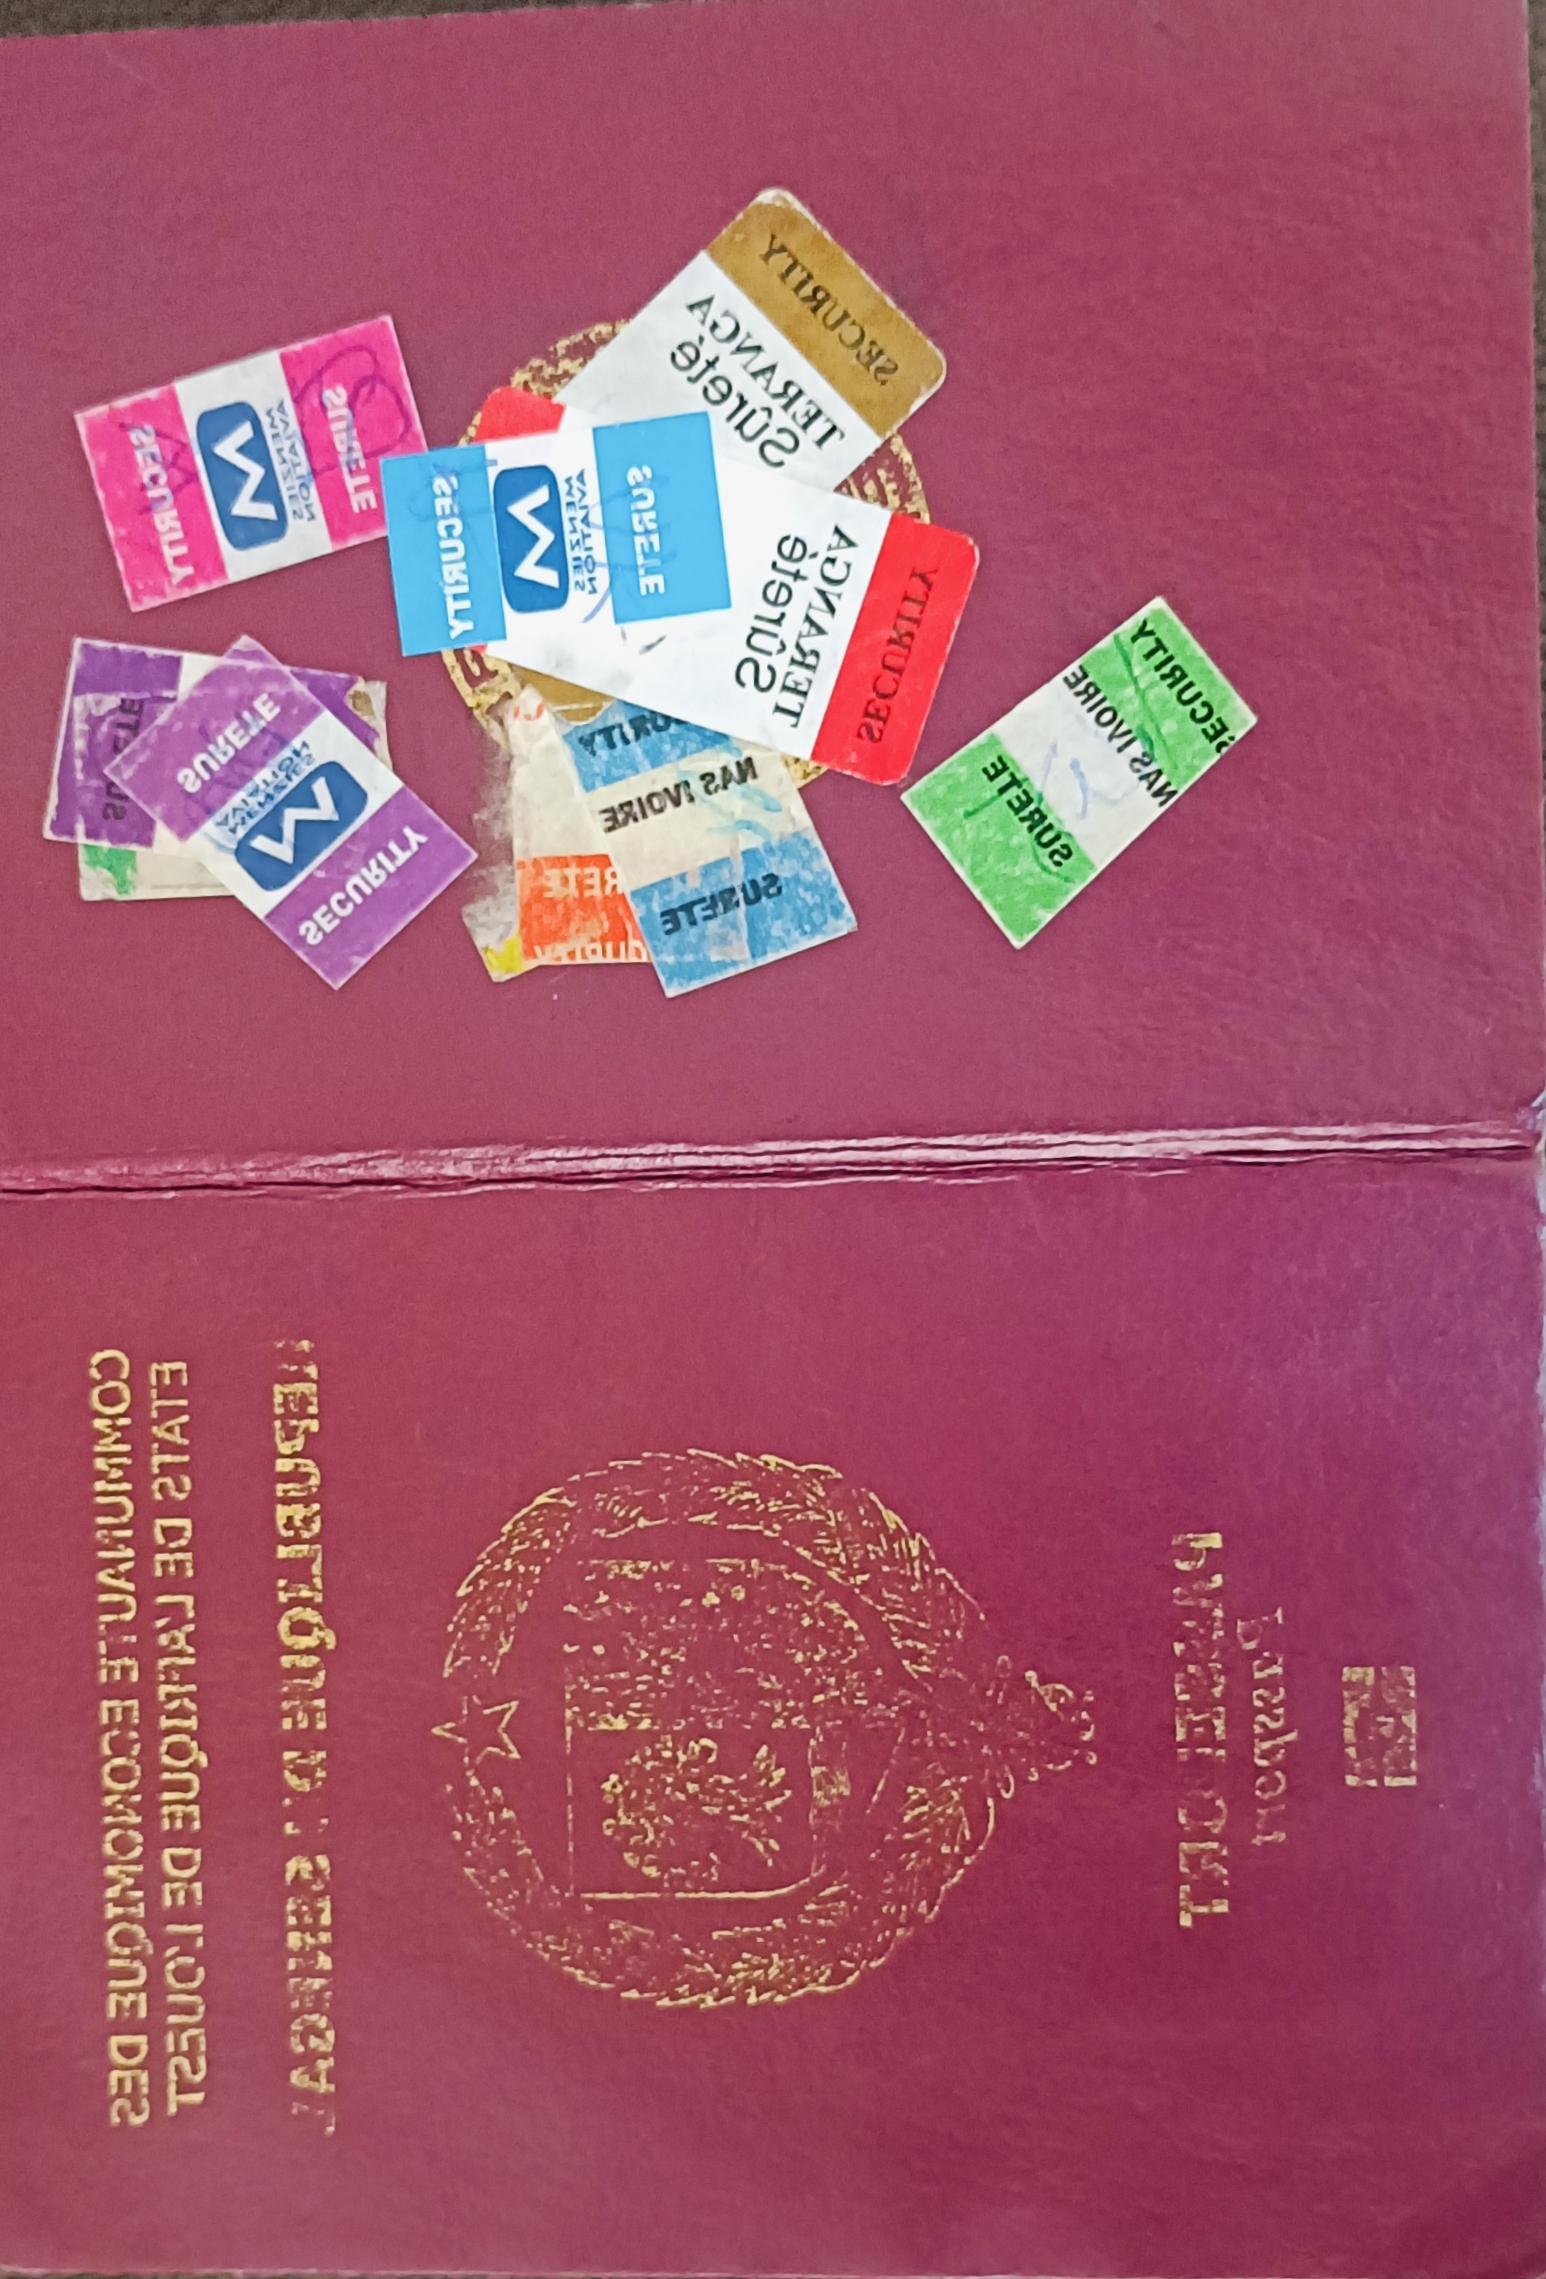 COMMUNAUTE ECONOMIQUE DES
ETATS DE L'AFRIQUE DE L'OUEST
REPUBLIQUE DU SENEGAL
PASSEPORT
Passport
SECURITY
MENZIES
AVIATION
SURETE
SECURITY
MENZIES
AVIATION
SURETE
SECURITY
TERANGA
Sûreté
Sûreté
TERANGA
SECURITY
SURETE
SURETE
MENZIES
AVIATION
SECURITY
NAS IVOIRE
SURETE
SECURITY
NAS IVOIRE
SURETE